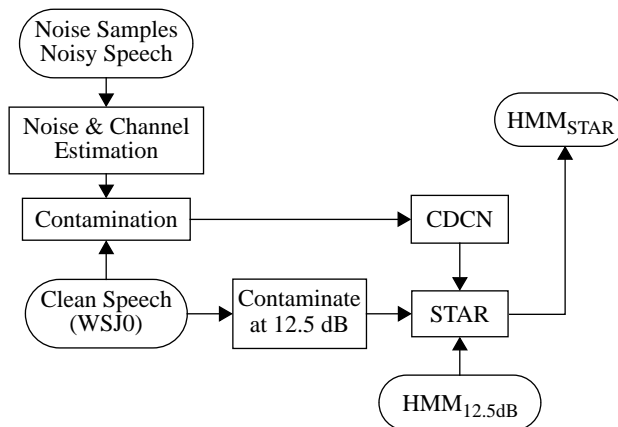 Noise Samples
Noisy Speech
Noise & Channel
Estimation
HMM_STAR
Contamination
CDCN
Clean Speech
(WSJ0)
Contaminate
at 12.5 dB
STAR
HMM_12.5dB